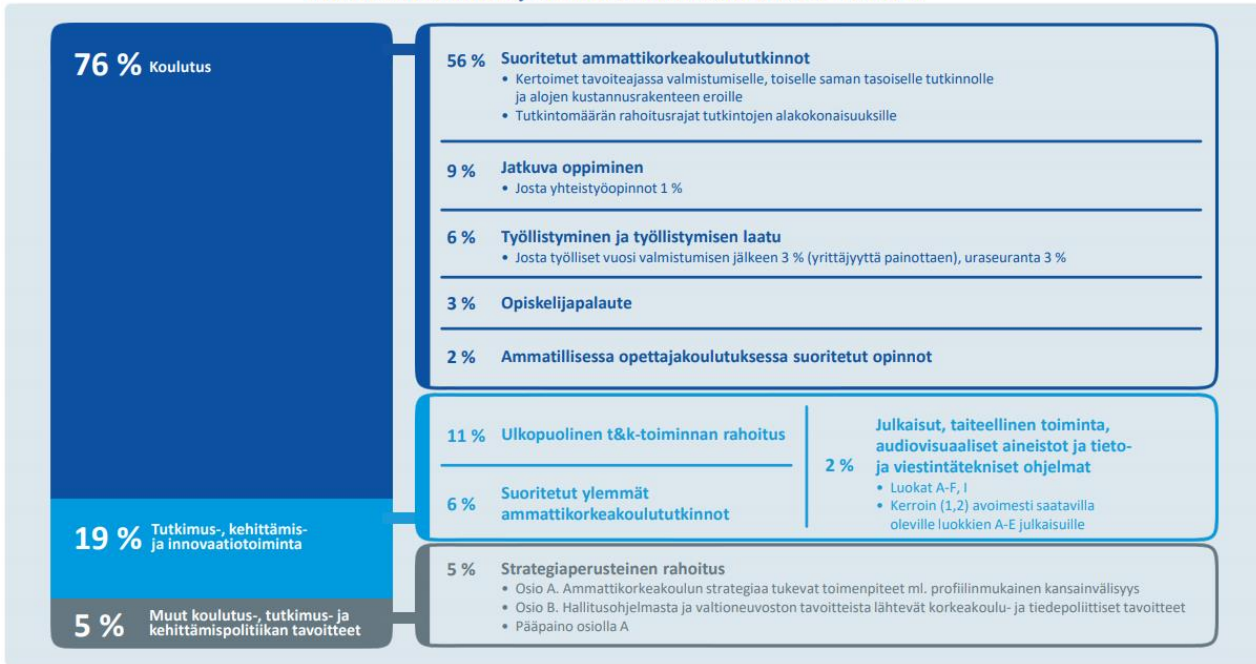 76 % Koulutus
56 % Suoritetut ammattikorkeakoulututkinnot
• Kertoimet tavoiteajassa valmistumiselle, toiselle saman tasoiselle tutkinnolle
ja alojen kustannusrakenteen eroille
• Tutkintomäärän rahoitusrajat tutkintojen alakokonaisuuksille
9 % Jatkuva oppiminen
• Josta yhteistyöopinnot 1 %
6 % Työllistyminen ja työllistymisen laatu
• Josta työlliset vuosi valmistumisen jälkeen 3 % (yrittäjyyttä painottaen), uraseuranta 3 %
3 % Opiskelijapalaute
2 % Ammatillisessa opettajakoulutuksessa suoritetut opinnot
19 % Tutkimus-, kehittämis-
ja innovaatiotoiminta
11 % Ulkopuolinen t&k-toiminnan rahoitus
6 % Suoritetut ylemmät
ammattikorkeakoulututkinnot
2 % Julkaisut, taiteellinen toiminta,
audiovisuaaliset aineistot ja tieto-
ja viestintätekniset ohjelmat
• Luokat A-F, I
• Kerroin (1,2) avoimesti saatavilla
oleville luokkien A-E julkaisuille
5 % Muut koulutus-, tutkimus- ja
kehittämispolitiikan tavoitteet
5 % Strategiaperusteinen rahoitus
• Osio A. Ammattikorkeakoulun strategiaa tukevat toimenpiteet ml. profiilinmukainen kansainvälisyys
• Osio B. Hallitusohjelmasta ja valtioneuvoston tavoitteista lähtevät korkeakoulu- ja tiedepoliittiset tavoitteet
• Pääpaino osiolla A